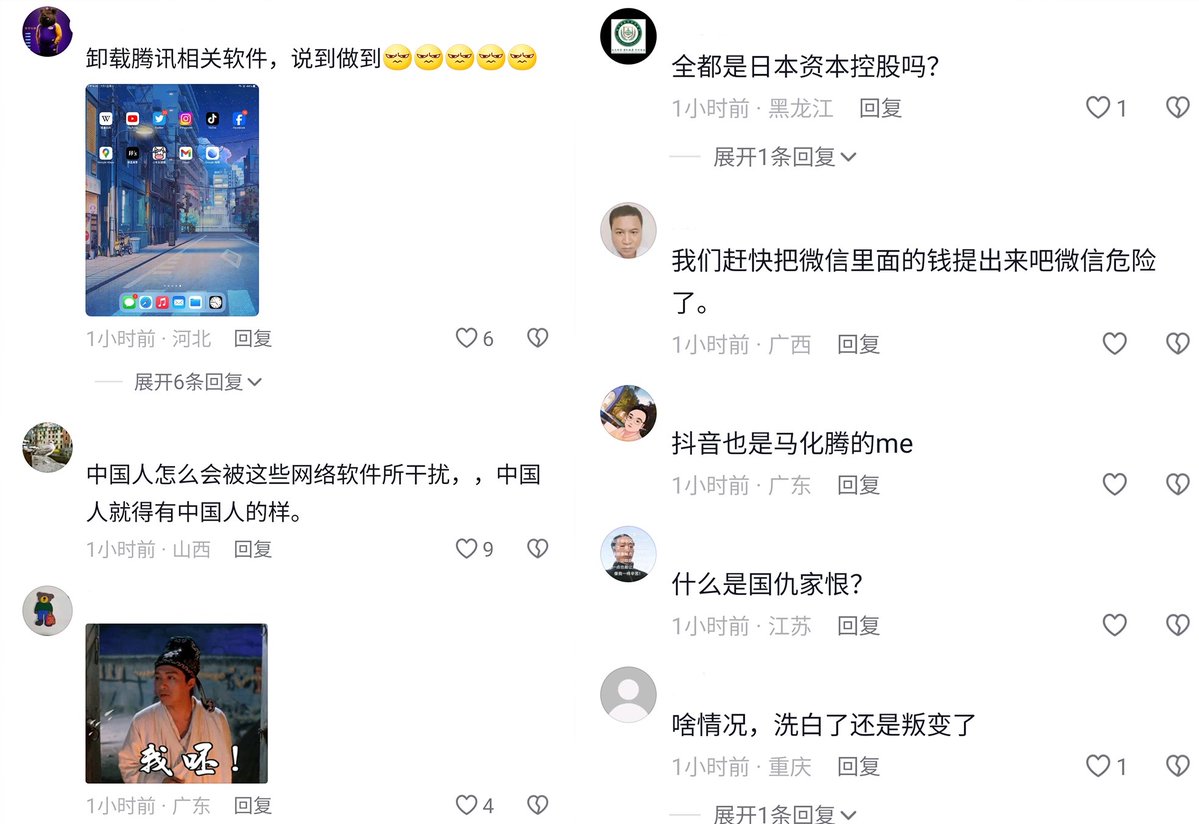 卸载腾讯相关软件，说到做到
1小时前 · 河北 回复
6
展开6条回复
中国人怎么会被这些网络软件所干扰，，中国
人就得有中国人的样。
1小时前 · 山西 回复
9
我呸！
1小时前 · 广东 回复
4
全都是日本资本控股吗？
1小时前 · 黑龙江 回复
1
展开1条回复
我们赶快把微信里面的钱提出来吧微信危险
了。
1小时前 · 广西 回复
抖音也是马化腾的me
1小时前 · 广东 回复
什么是国仇家恨？
1小时前 · 江苏 回复
啥情况，洗白了还是叛变了
1小时前 · 重庆 回复
1
展开1条回复